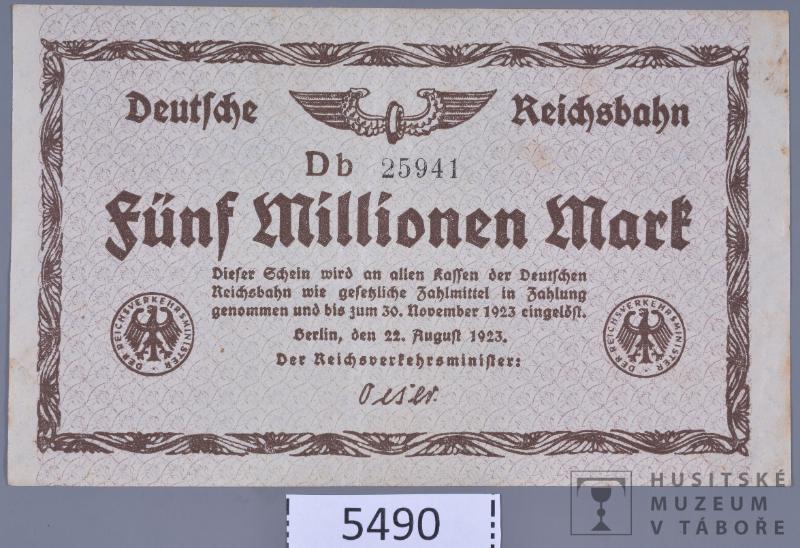 Deutsche Reichsbahn
Db 25941
Fünf Millionen Mark
Dieser Schein wird an allen Kassen der Deutschen
Reichsbahn wie gesetzliche Zahlmittel in Zahlung
genommen und bis zum 30. November 1923 eingelöst.
Berlin, den 22. August 1923.
Der Reichsverkehrsminister:
Oeser.
DER REICHSVERKEHRSMINISTER
DER REICHSVERKEHRSMINISTER
5490
HUSITSKÉ
MUZEUM
V TÁBOŘE